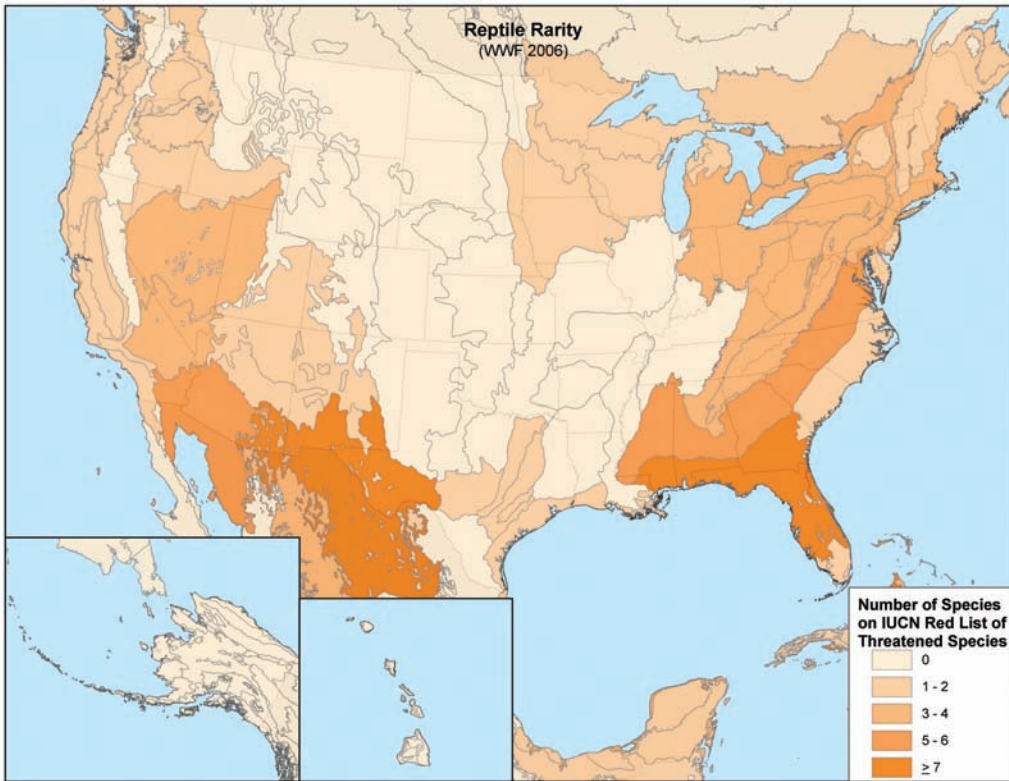 Reptile Rarity
(WWF 2006)
Number of Species
on IUCN Red List of
Threatened Species
0
1 - 2
3 - 4
5 - 6
≥ 7